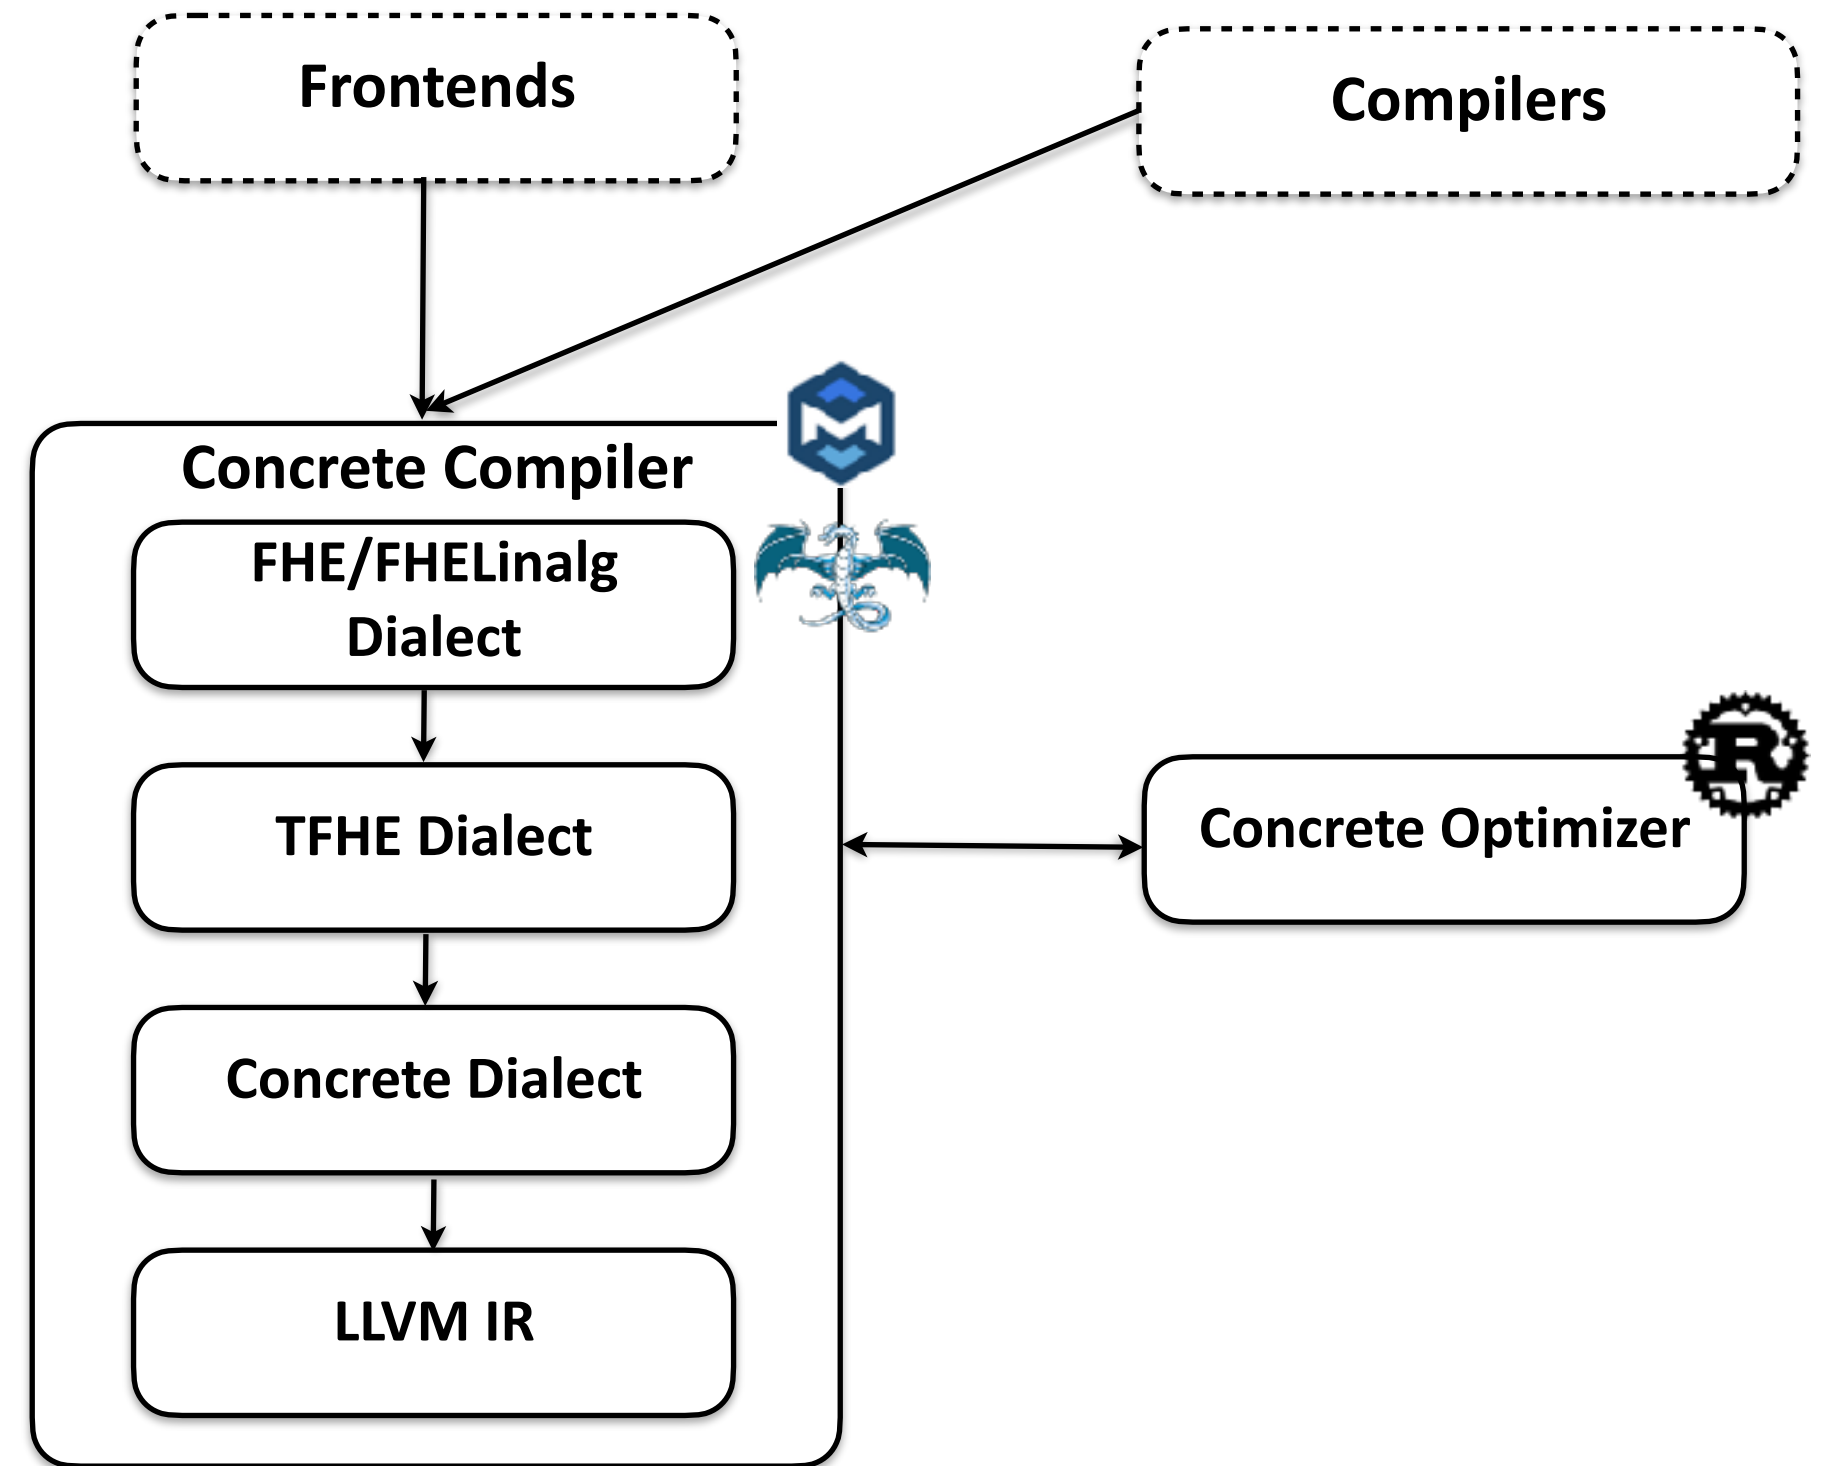 Frontends
Compilers
Concrete Compiler
FHE/FHELinalg
Dialect
TFHE Dialect
Concrete Optimizer
Concrete Dialect
LLVM IR
M
R